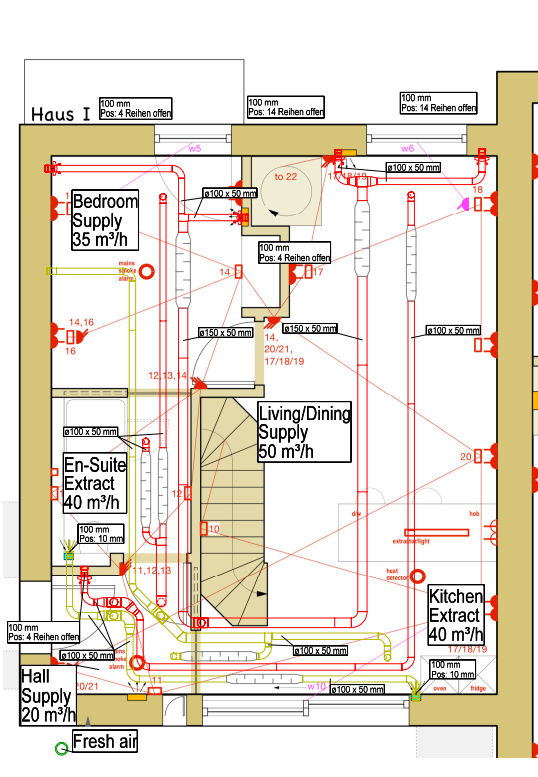 100 mm
Pos: 4 Reihen offen
100 mm
Pos: 14 Reihen offen
100 mm
Pos: 14 Reihen offen
Haus I
w5
w6
ø100 x 50 mm
to 22
17/18/19
18
Bedroom
Supply
35 m³/h
ø100 x 50 mm
100 mm
Pos: 4 Reihen offen
mains
smoke
alarm
14
17
14,16
16
ø150 x 50 mm
ø150 x 50 mm
ø100 x 50 mm
14,
20/21,
17/18/19
12,13,14
Living/Dining
Supply
50 m³/h
ø100 x 50 mm
En-Suite
Extract
40 m³/h
20
12
10
d/w
hob
extractor/light
100 mm
Pos: 10 mm
11,12,13
heat
detector
Kitchen
Extract
40 m³/h
100 mm
Pos: 4 Reihen offen
17/18/19
ø100 x 50 mm
ø100 x 50 mm
mains
smoke
alarm
100 mm
Pos: 10 mm
Hall
Supply
20 m³/h
20/21
11
w10
ø100 x 50 mm
oven
fridge
Fresh air